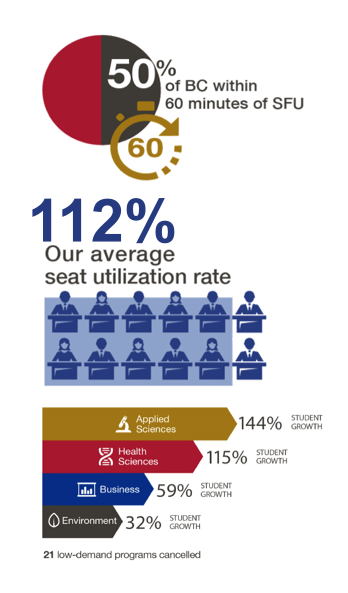 50%
of BC within
60 minutes of SFU
60
112%
Our average
seat utilization rate
Applied
Sciences
144% STUDENT
GROWTH
Health
Sciences
115% STUDENT
GROWTH
Business
59% STUDENT
GROWTH
Environment
32% STUDENT
GROWTH
21 low-demand programs cancelled